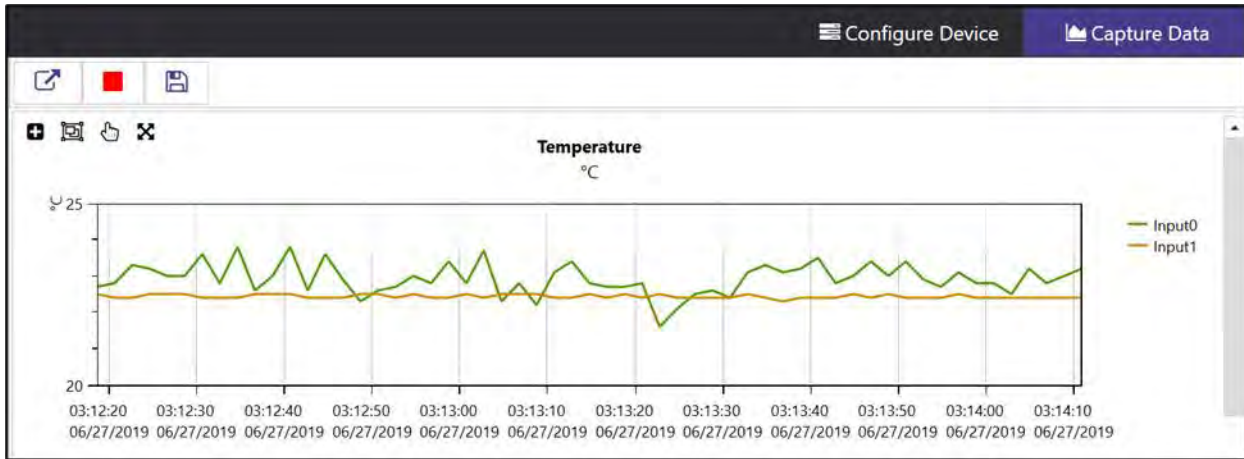 Configure Device Capture Data
Temperature
°C
°C
25
20
Input0
Input1
03:12:20 03:12:30 03:12:40 03:12:50 03:13:00 03:13:10 03:13:20 03:13:30 03:13:40 03:13:50 03:14:00 03:14:10
06/27/2019 06/27/2019 06/27/2019 06/27/2019 06/27/2019 06/27/2019 06/27/2019 06/27/2019 06/27/2019 06/27/2019 06/27/2019 06/27/2019